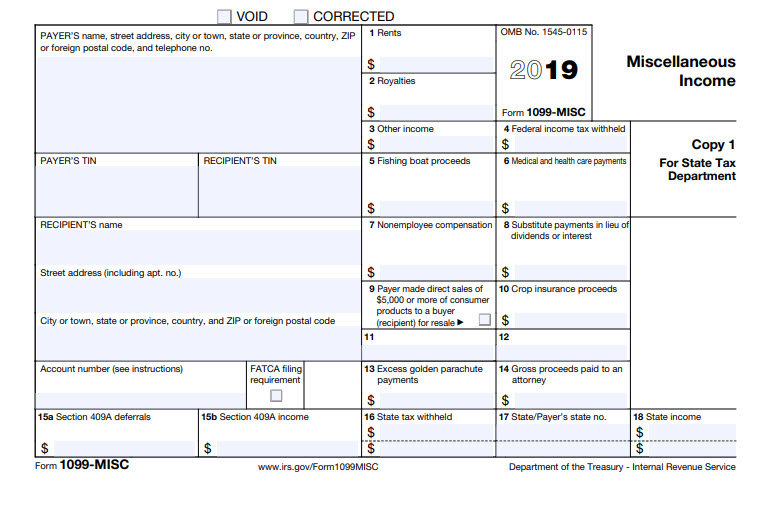 VOID CORRECTED
PAYER'S name, street address, city or town, state or province, country, ZIP
or foreign postal code, and telephone no.
1 Rents
$
2 Royalties
$
OMB No. 1545-0115
2019
Form 1099-MISC
Miscellaneous
Income
3 Other income
$
4 Federal income tax withheld
$
Copy 1
For State Tax
Department
PAYER'S TIN
RECIPIENT'S TIN
5 Fishing boat proceeds
$
6 Medical and health care payments
$
RECIPIENT'S name
7 Nonemployee compensation
$
8 Substitute payments in lieu of
dividends or interest
$
Street address (including apt. no.)
9 Payer made direct sales of
$5,000 or more of consumer
products to a buyer
(recipient) for resale ►
10 Crop insurance proceeds
$
City or town, state or province, country, and ZIP or foreign postal code
11
12
Account number (see instructions)
FATCA filing
requirement
13 Excess golden parachute
payments
$
14 Gross proceeds paid to an
attorney
$
15a Section 409A deferrals
$
15b Section 409A income
$
16 State tax withheld
$
$
17 State/Payer's state no.
18 State income
$
$
Form 1099-MISC
www.irs.gov/Form1099MISC
Department of the Treasury - Internal Revenue Service